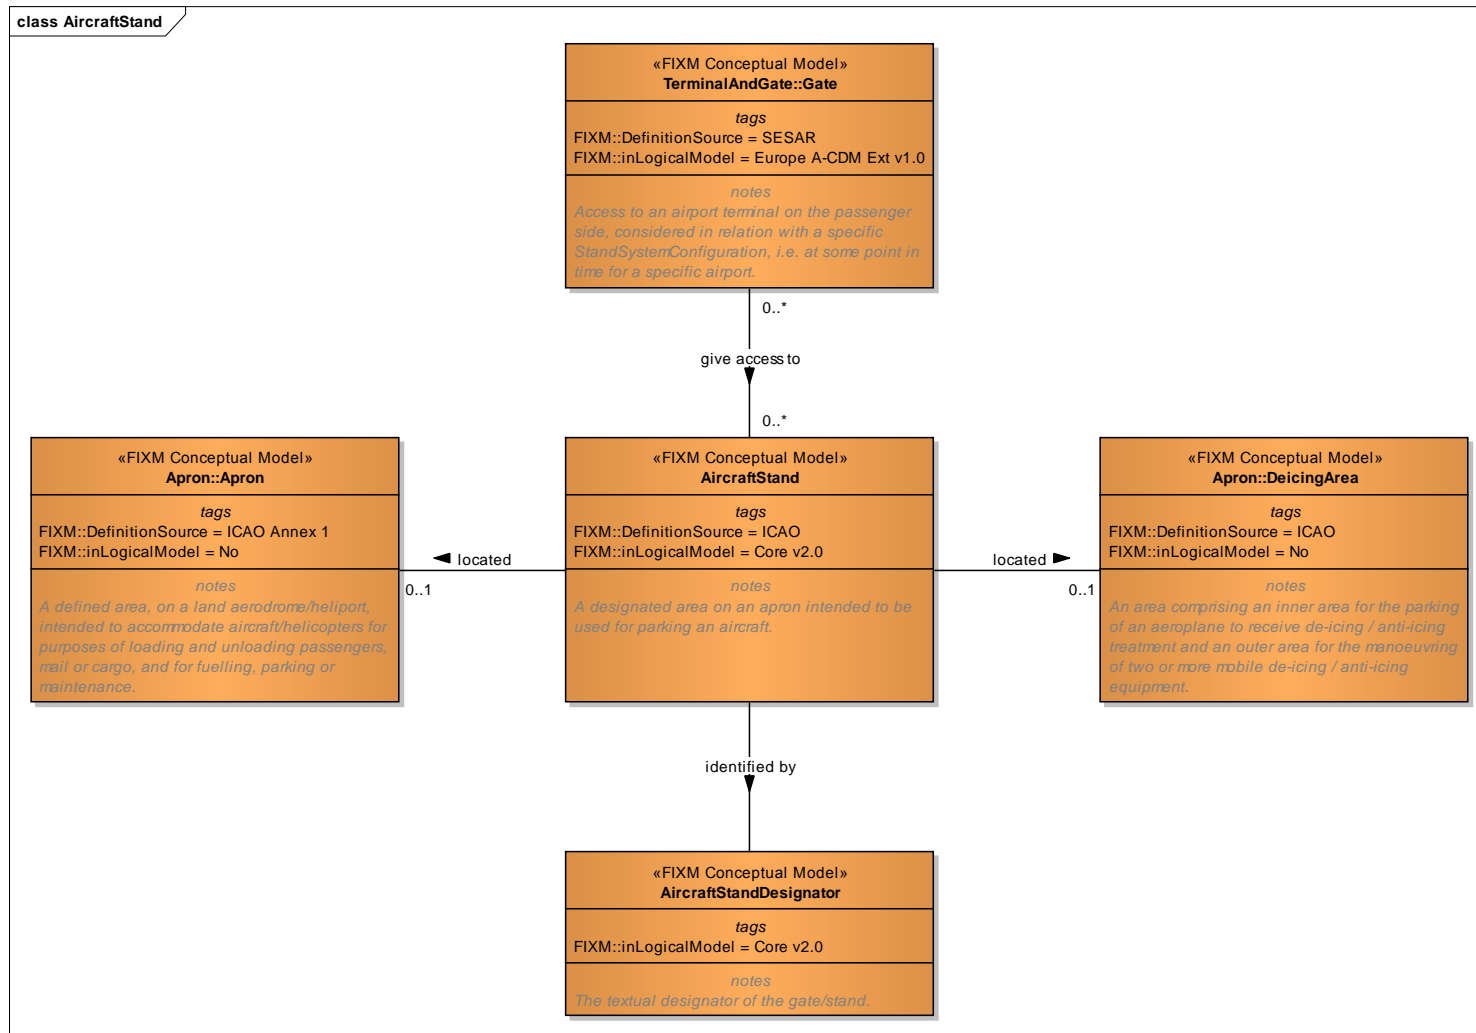 class AircraftStand
«FIXM Conceptual Model»
TerminalAndGate::Gate
tags
FIXM::DefinitionSource = SESAR
FIXM::inLogicalModel = Europe A-CDM Ext v1.0
notes
Access to an airport terminal on the passenger
side, considered in relation with a specific
StandSystemConfiguration, i.e. at some point in
time for a specific airport.
0..*
give access to
0..*
«FIXM Conceptual Model»
Apron::Apron
tags
FIXM::DefinitionSource = ICAO Annex 1
FIXM::inLogicalModel = No
notes
A defined area, on a land aerodrome/heliport,
intended to accommodate aircraft/helicopters for
purposes of loading and unloading passengers,
mail or cargo, and for fuelling, parking or
maintenance.
located
0..1
«FIXM Conceptual Model»
AircraftStand
tags
FIXM::DefinitionSource = ICAO
FIXM::inLogicalModel = Core v2.0
notes
A designated area on an apron intended to be
used for parking an aircraft.
located
0..1
«FIXM Conceptual Model»
Apron::DeicingArea
tags
FIXM::DefinitionSource = ICAO
FIXM::inLogicalModel = No
notes
An area comprising an inner area for the parking
of an aeroplane to receive de-icing / anti-icing
treatment and an outer area for the manoeuvring
of two or more mobile de-icing / anti-icing
equipment.
identified by
«FIXM Conceptual Model»
AircraftStandDesignator
tags
FIXM::inLogicalModel = Core v2.0
notes
The textual designator of the gate/stand.